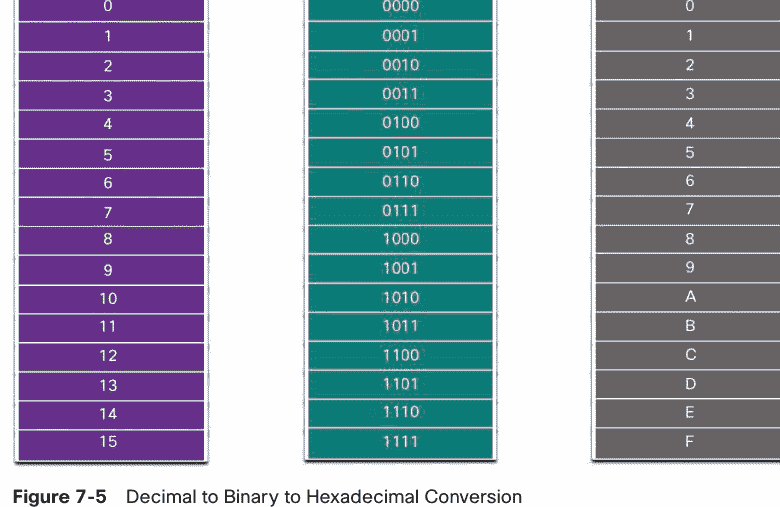 0 0000 0
1 0001 1
2 0010 2
3 0011 3
4 0100 4
5 0101 5
6 0110 6
7 0111 7
8 1000 8
9 1001 9
10 1010 A
11 1011 B
12 1100 C
13 1101 D
14 1110 E
15 1111 F
Figure 7-5 Decimal to Binary to Hexadecimal Conversion